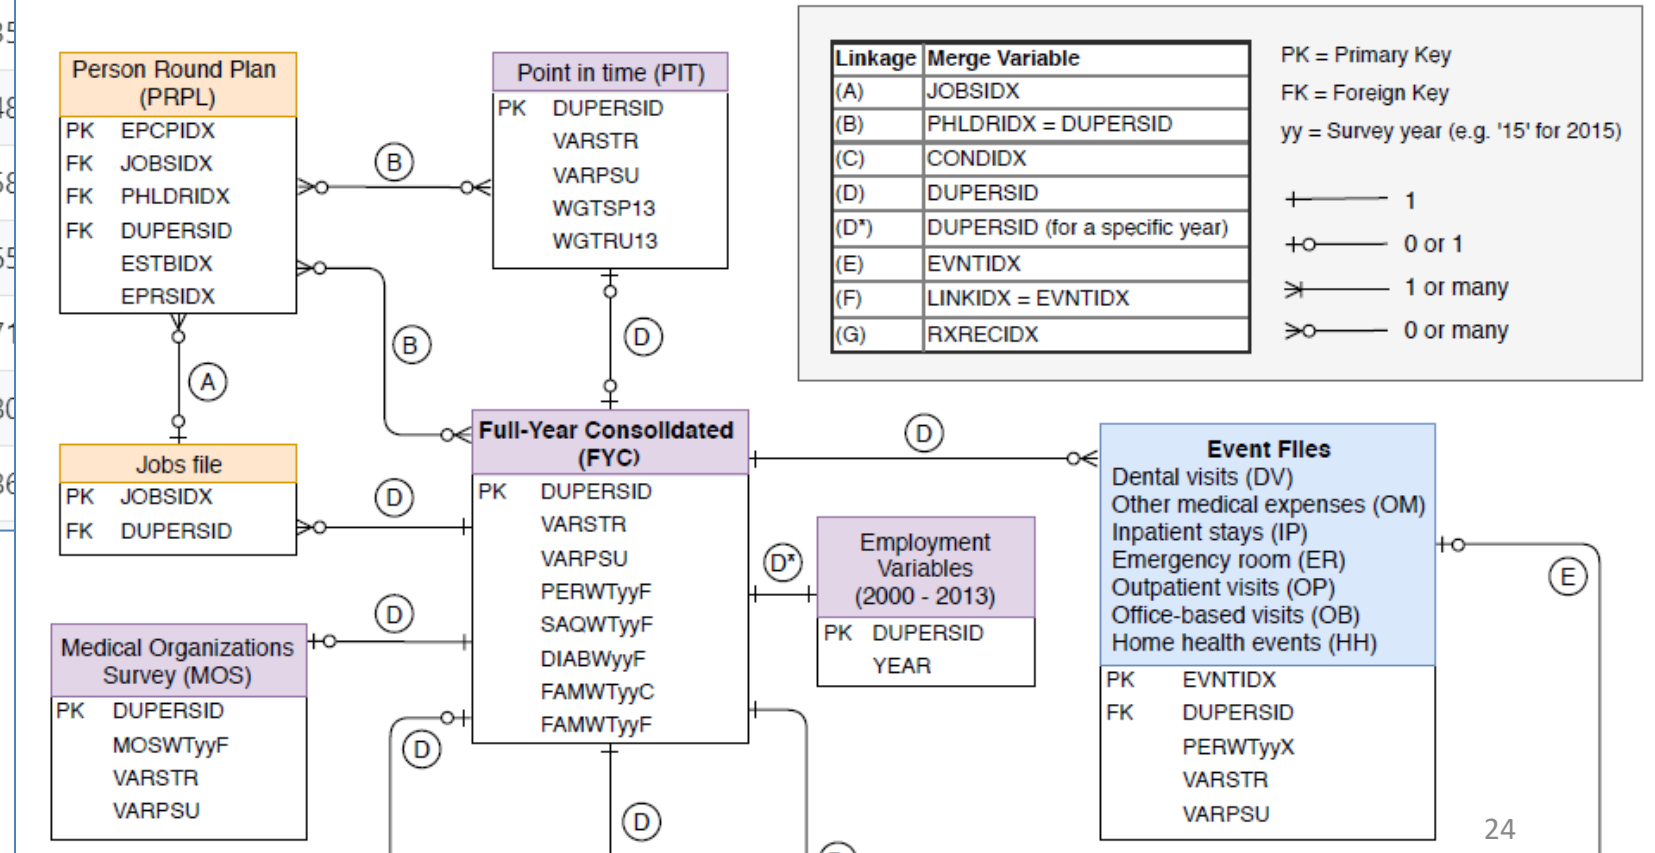 Person Round Plan
(PRPL)
PK EPCPIDX
FK JOBSIDX
FK PHLDRIDX
FK DUPERSID
ESTBIDX
EPRSIDX
B
Point in time (PIT)
PK DUPERSID
VARSTR
VARPSU
WGTSP13
WGTRU13
Linkage Merge Variable
(A) JOBSIDX
(B) PHLDRIDX = DUPERSID
(C) CONDIDX
(D) DUPERSID
(D*) DUPERSID (for a specific year)
(E) EVNTIDX
(F) LINKIDX = EVNTIDX
(G) RXRECIDX
PK = Primary Key
FK = Foreign Key
yy = Survey year (e.g. '15' for 2015)
1
0 or 1
1 or many
0 or many
A
B
D
Jobs file
PK JOBSIDX
FK DUPERSID
D
Full-Year Consolidated
(FYC)
PK DUPERSID
VARSTR
VARPSU
PERWTyyF
SAQWTyyF
DIABWyyF
FAMWTyyC
FAMWTyyF
D
Event Files
Dental visits (DV)
Other medical expenses (OM)
Inpatient stays (IP)
Emergency room (ER)
Outpatient visits (OP)
Office-based visits (OB)
Home health events (HH)
PK EVNTIDX
FK DUPERSID
PERWTyyX
VARSTR
VARPSU
E
D*
Employment
Variables
(2000 - 2013)
PK DUPERSID
YEAR
D
Medical Organizations
Survey (MOS)
PK DUPERSID
MOSWTyyF
VARSTR
VARPSU
D
D
24